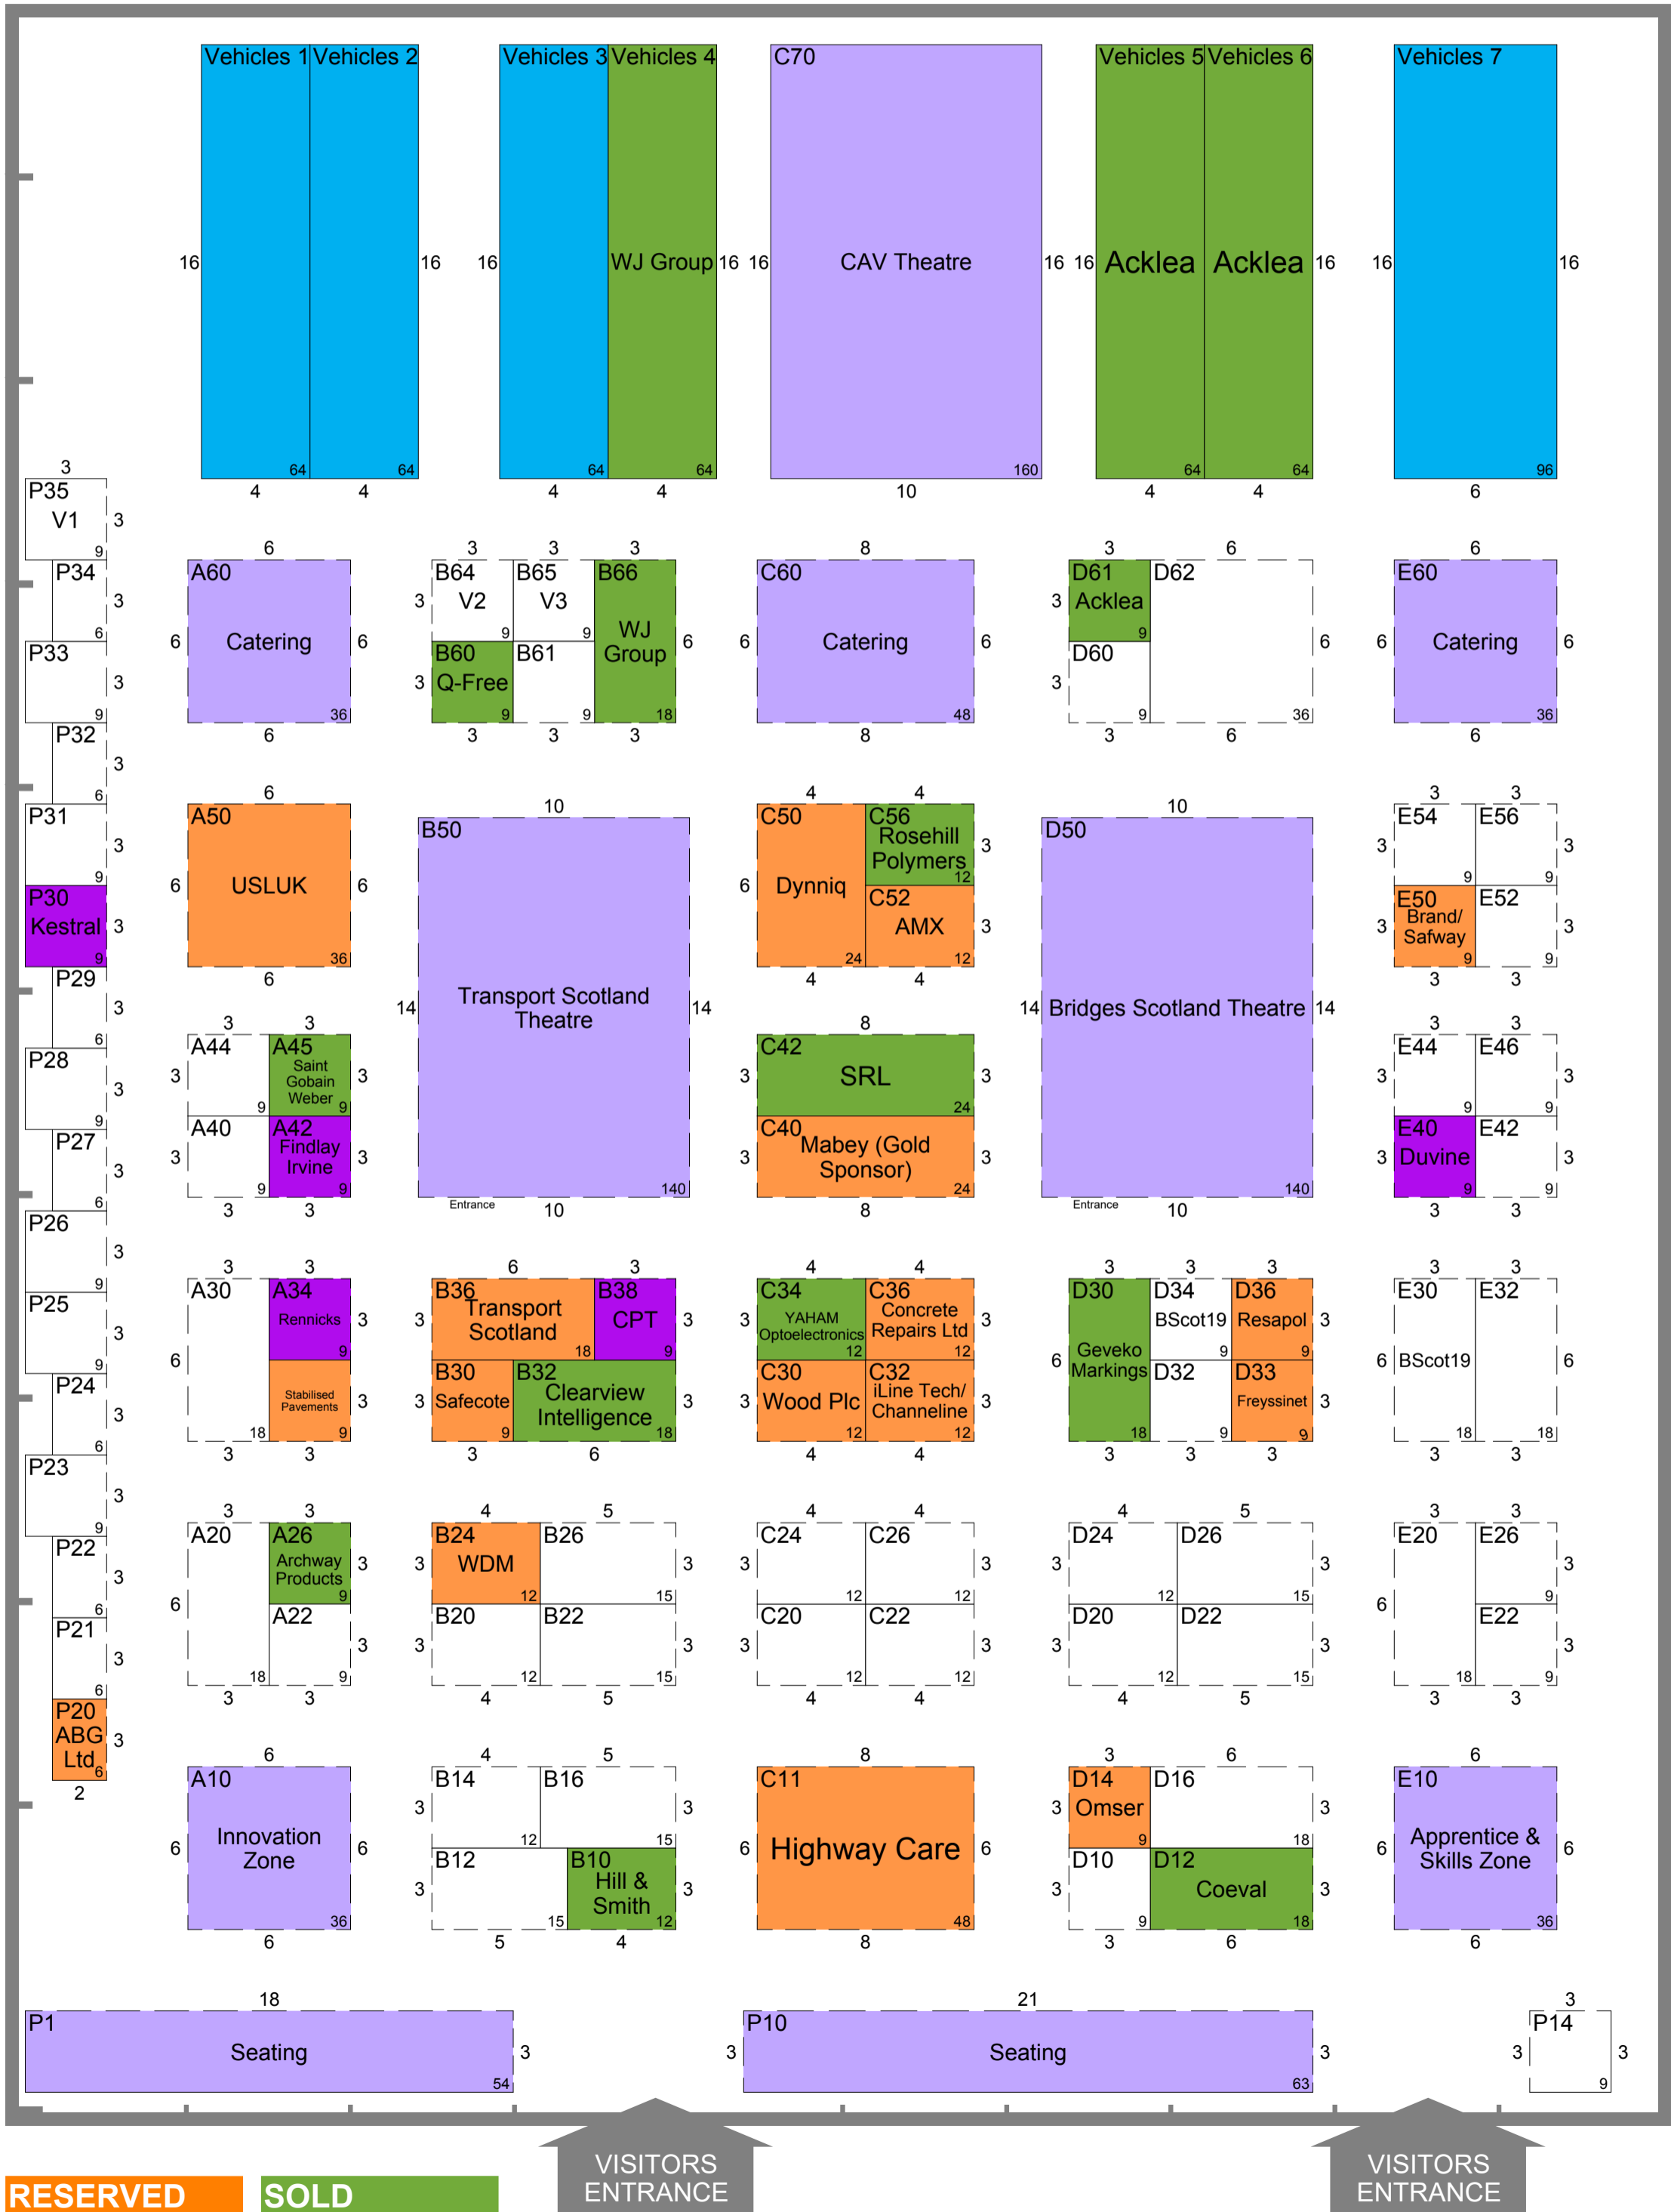 Vehicles 1 Vehicles 2 Vehicles 3 Vehicles 4 C70 Vehicles 5 Vehicles 6 Vehicles 7
16 16 16 WJ Group 16 16 CAV Theatre 16 16 Acklea Acklea 16 16 16
64 64 64 64 160 64 64 96
3 4 4 4 4 10 4 4 6
P35
V1 3
9
6 3 3 3 8 3 6 6
P34 A60 B64 B65 B66 C60 D61 D62 E60
3 3 V2 V3 3 Acklea
6 9 9 9
6 Catering 6 WJ Group 6 6 Catering 6 6 6 Catering 6
P33 B60 B61 D60
3 3 Q-Free 3
9 36 9 9 18 48 9 36 36
6 3 3 3 8 3 6 6
P32
3
6
6 10 4 4 10 3 3
P31 A50 B50 C50 C56 D50 E54 E56
3 Rosehill 3 3 3
Polymers
9 12 9 9
6 USLUK 6 6 Dynniq
P30 C52 E50 E52
Kestral 3 AMX 3 3 Brand/ 3
Safway
9 36 24 12 9 9
6 4 4 3 3
P29
3
6
14 Transport Scotland 14 14 Bridges Scotland Theatre 14
Theatre
3 3 8 3 3
P28 A44 A45 C42 E44 E46
3 3 Saint 3 3 SRL 3 3 3
Gobain
Weber
9 9 9 24 9 9
P27 A40 A42 C40 E40 E42
3 3 Findlay 3 3 Mabey (Gold 3 3 Duvine 3
Irvine Sponsor)
6 9 9 140 24 140 9 9
3 3 Entrance 10 8 Entrance 10 3 3
P26
3
9
3 3 6 3 4 4 3 3 3 3 3
P25 A30 A34 B36 B38 C34 C36 D30 D34 D36 E30 E32
3 Rennicks 3 3 Transport CPT 3 3 YAHAM Concrete 3 BScot19 Resapol 3
Scotland Optoelectronics Repairs Ltd
9 9 18 9 12 12 9 9
6 6 Geveko 6 BScot19 6
Markings
P24 B30 B32 C30 C32 D32 D33
3 Stabilised 3 3 Safecote Clearview 3 3 Wood Plc iLine Tech/ 3 Freyssinet 3
Pavements Intelligence Channeline
6 18 9 9 18 12 12 18 9 9 18 18
3 3 3 6 4 4 3 3 3 3 3
P23
3
9
3 3 4 5 4 4 4 5 3 3
P22 A20 A26 B24 B26 C24 C26 D24 D26 E20 E26
3 Archway 3 3 WDM 3 3 3 3 3 3
Products
6 9 12 15 12 12 12 15 9
6 6
P21 A22 B20 B22 C20 C22 D20 D22 E22
3 3 3 3 3 3 3 3 3
6 18 9 12 15 12 12 12 15 18 9
3 3 4 5 4 4 4 5 3 3
P20
ABG 3
Ltd
6
2
6 4 5 8 3 6 6
A10 B14 B16 C11 D14 D16 E10
3 3 3 Omser 3
12 15 9 18
6 Innovation 6 6 Highway Care 6 6 Apprentice & 6
Zone Skills Zone
B12 B10 D10 D12
3 Hill & 3 3 Coeval 3
Smith
36 15 12 48 9 18 36
6 5 4 8 3 6 6
18 21 3
P1 P10 P14
Seating 3 3 Seating 3 3 3
54 63 9
VISITORS VISITORS
ENTRANCE ENTRANCE
RESERVED SOLD